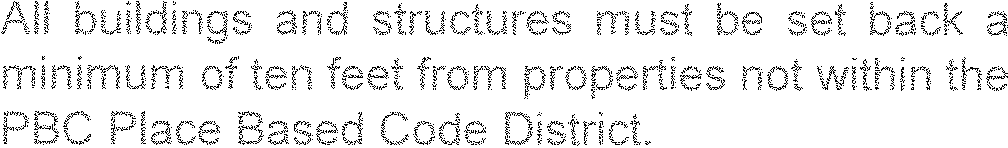 All buildings and structures must be set back a
minimum of ten feet from properties not within the
PBC Place Based Code District.